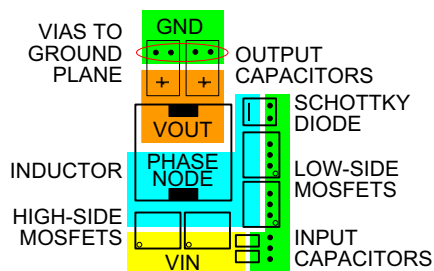 GND
VIAS TO
GROUND
PLANE
OUTPUT
CAPACITORS
VOUT
SCHOTTKY
DIODE
INDUCTOR
PHASE
NODE
LOW-SIDE
MOSFETS
HIGH-SIDE
MOSFETS
VIN
INPUT
CAPACITORS